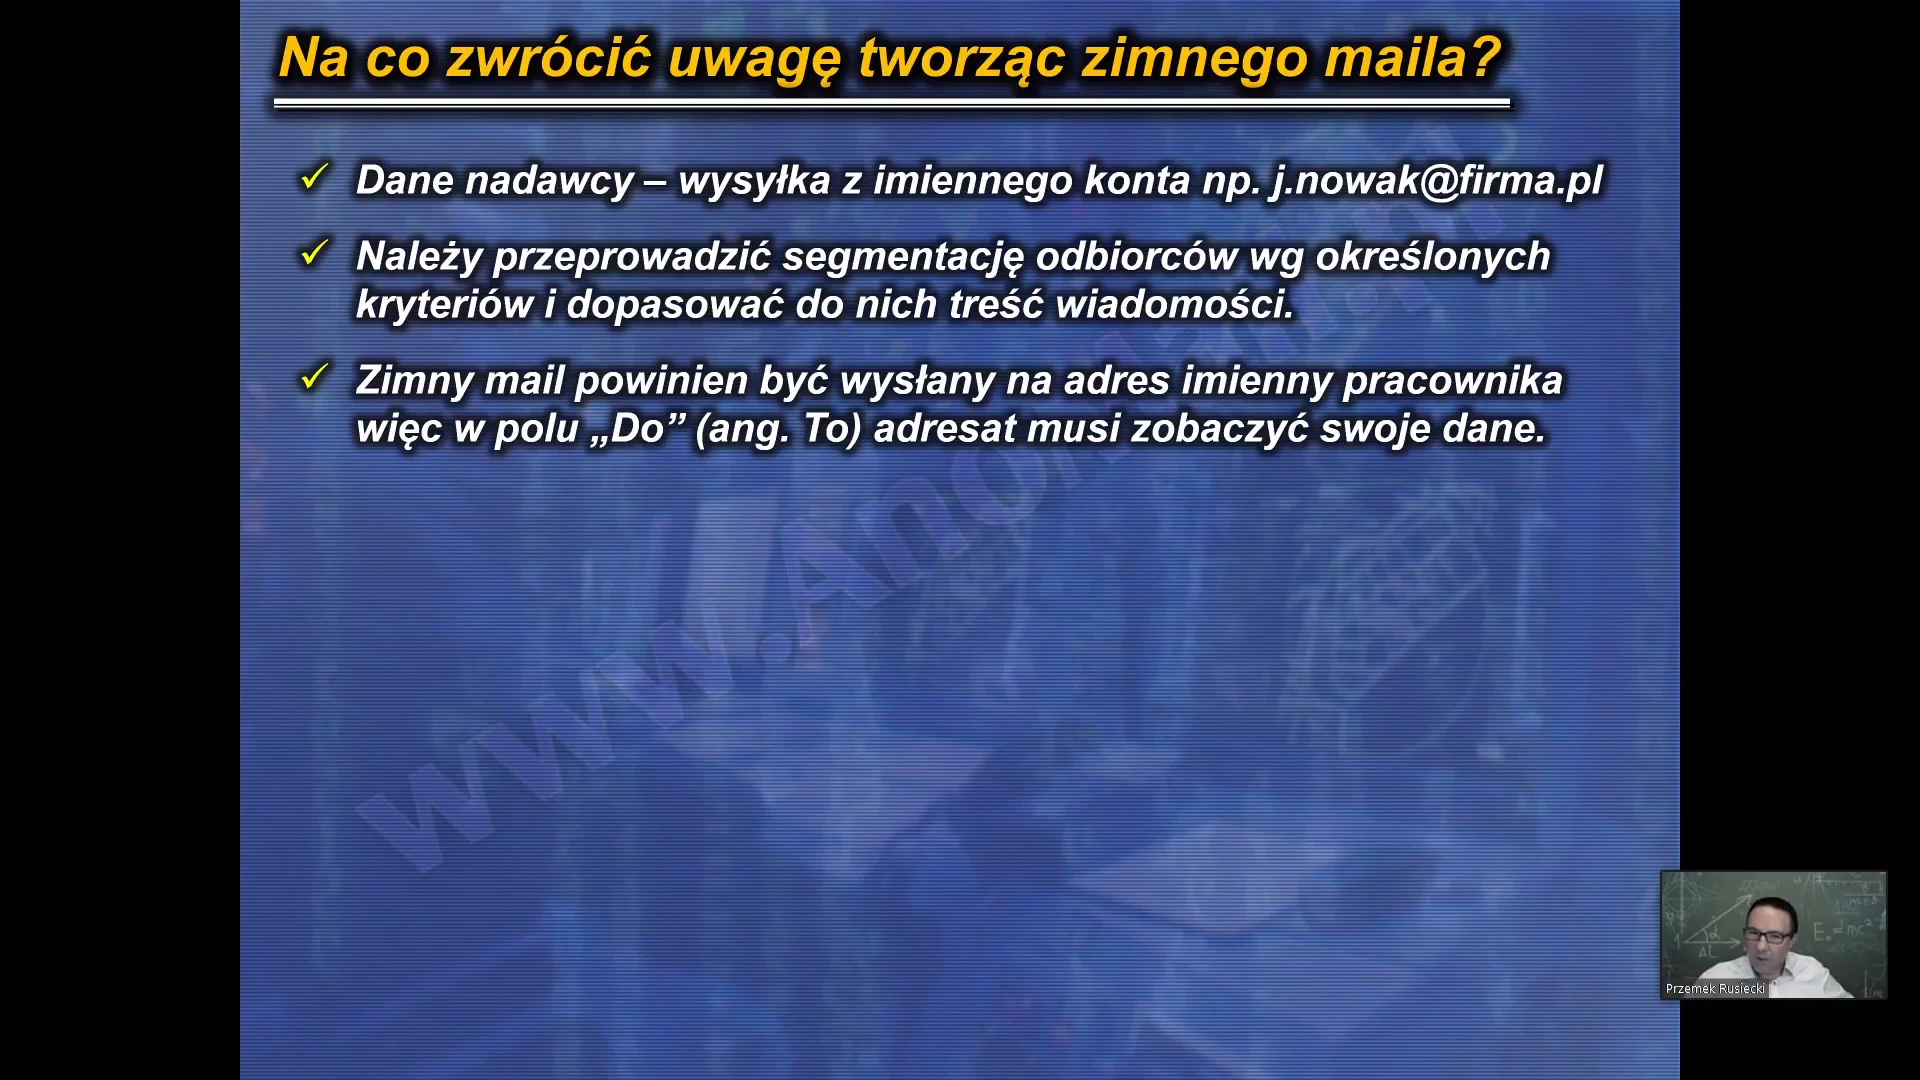 Na co zwrócić uwagę tworząc zimnego maila?
✓ Dane nadawcy – wysyłka z imiennego konta np. j.nowak@firma.pl
✓ Należy przeprowadzić segmentację odbiorców wg określonych
kryteriów i dopasować do nich treść wiadomości.
✓ Zimny mail powinien być wysłany na adres imienny pracownika
więc w polu „Do” (ang. To) adresat musi zobaczyć swoje dane.
Przemek Rusiecki